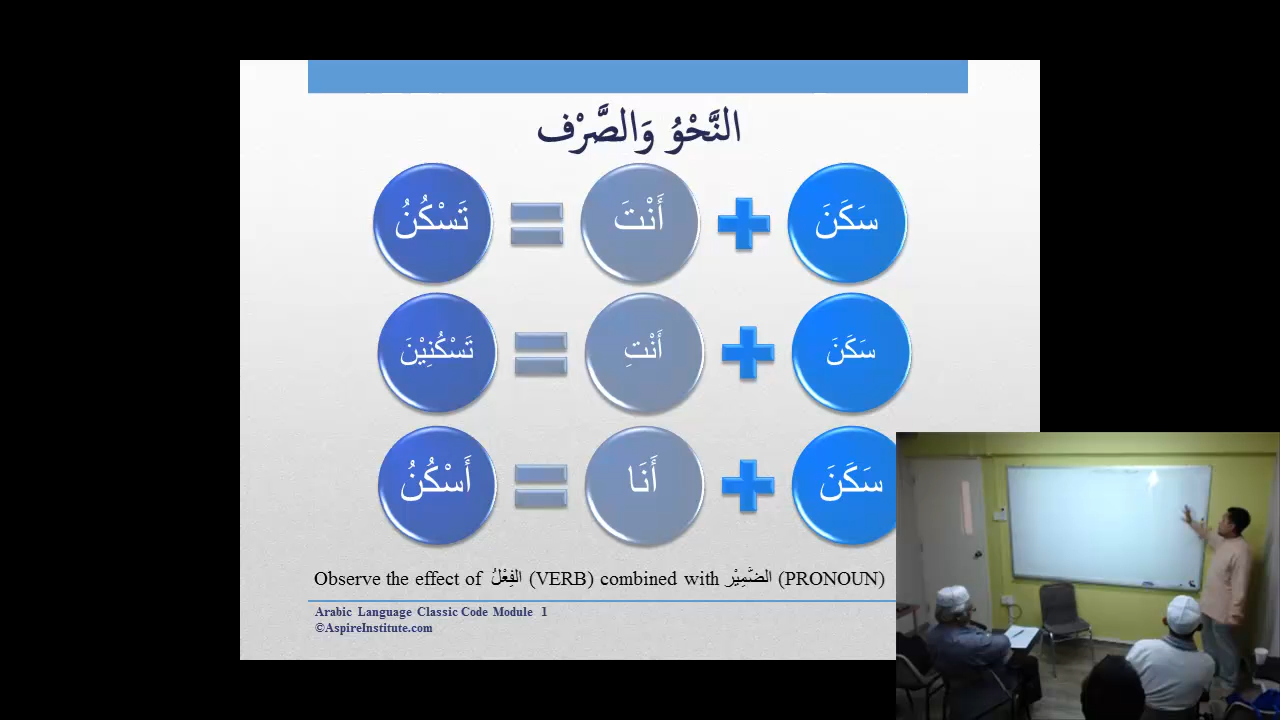 النَّحْوُ وَالصَّرْف
سَكَنَ + أَنْتَ = تَسْكُنُ
سَكَنَ + أَنْتِ = تَسْكُنِيْنَ
سَكَنَ + أَنَا = أَسْكُنُ
Observe the effect of الفِعْلُ (VERB) combined with الضَّمِيْر (PRONOUN)
Arabic Language Classic Code Module 1
©AspireInstitute.com